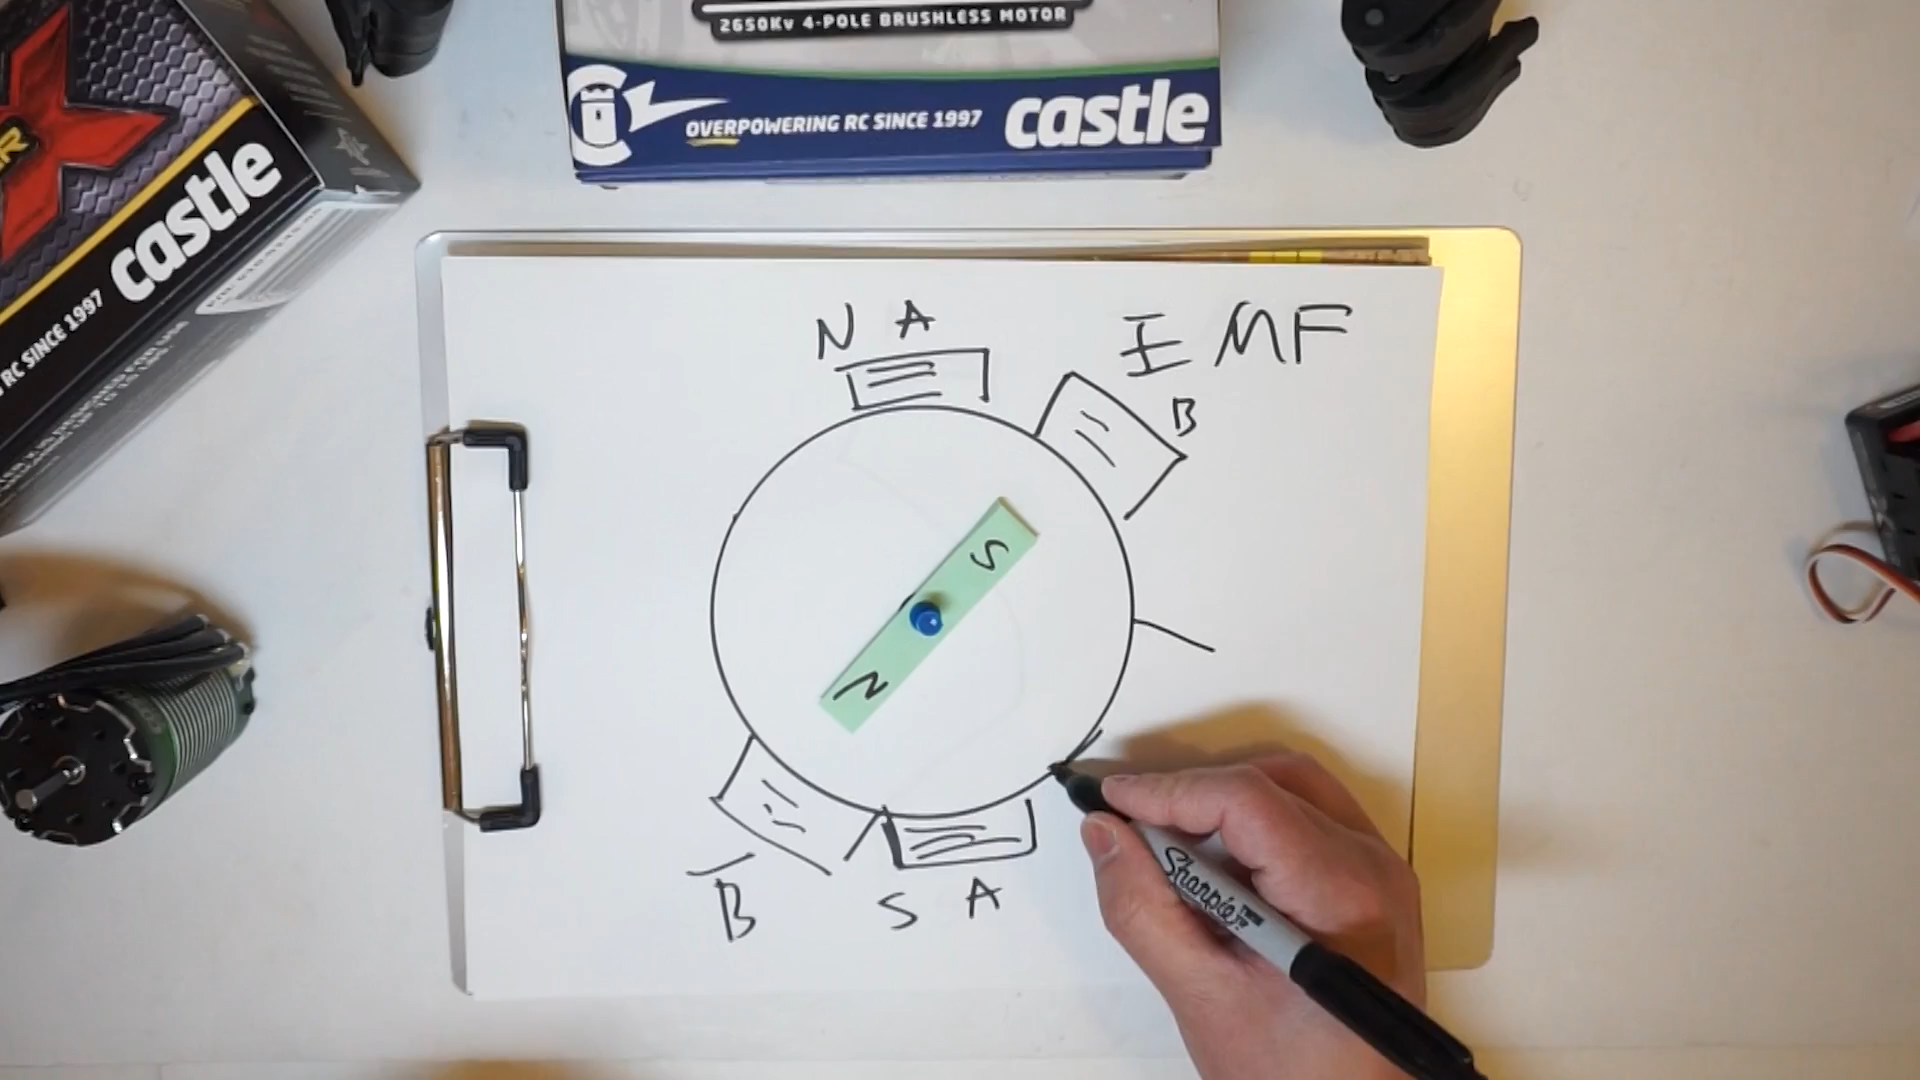 2650Kv 4-POLE BRUSHLESS MOTOR
OVERPOWERING RC SINCE 1997
castle
X
castle
RC SINCE 1997
N A
EMF
B
S
N
B
S A
Sharpie